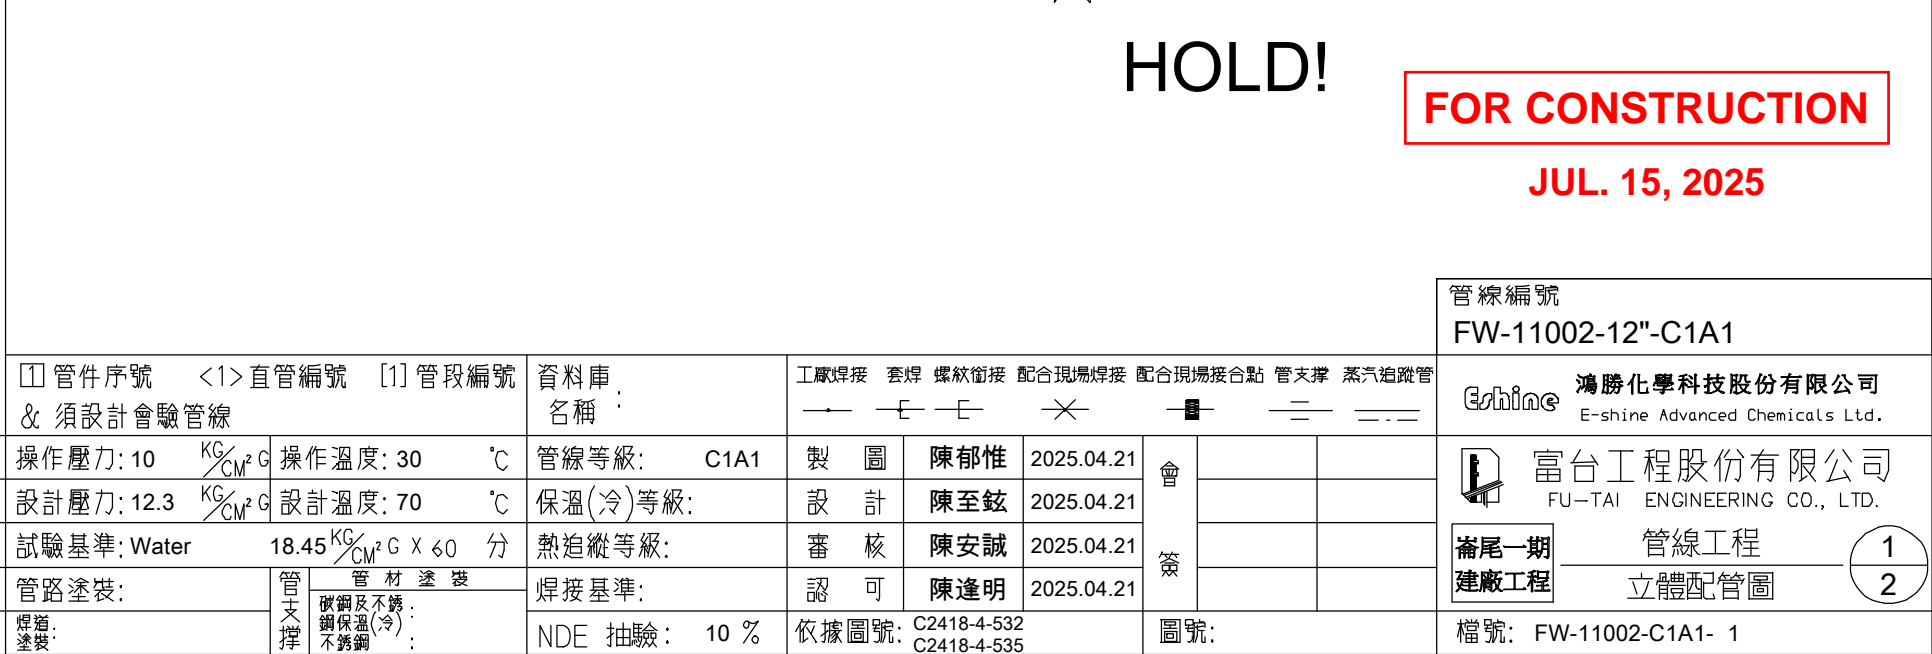 HOLD!
FOR CONSTRUCTION
JUL. 15, 2025
管線編號
FW-11002-12"-C1A1
1 管件序號 <1>直管編號 [1] 管段編號
& 須設計會驗管線
資料庫名稱:
工廠焊接 套焊 螺紋銜接 配合現場焊接 配合現場接合點 管支撐 蒸汽追蹤管
Eshine 鴻勝化學科技股份有限公司
E-shine Advanced Chemicals Ltd.
操作壓力: 10 KG/CM² G 操作溫度: 30 °C 管線等級: C1A1 製圖 陳郁惟 2025.04.21 會簽
設計壓力: 12.3 KG/CM² G 設計溫度: 70 °C 保溫(冷)等級: 設計 陳至鉉 2025.04.21
富台工程股份有限公司
FU-TAI ENGINEERING CO., LTD.
試驗基準: Water 18.45 KG/CM² G X 60 分 熱追縱等級: 審核 陳安誠 2025.04.21
管路塗裝: 管支撐 管材塗裝 焊接基準: 認可 陳逢明 2025.04.21
崙尾一期
建廠工程
管線工程
立體配管圖
1
2
焊道塗裝:
碳鋼及不銹鋼保溫(冷):
不銹鋼:
NDE 抽驗: 10 %
依據圖號: C2418-4-532
C2418-4-535
圖號:
檔號: FW-11002-C1A1- 1